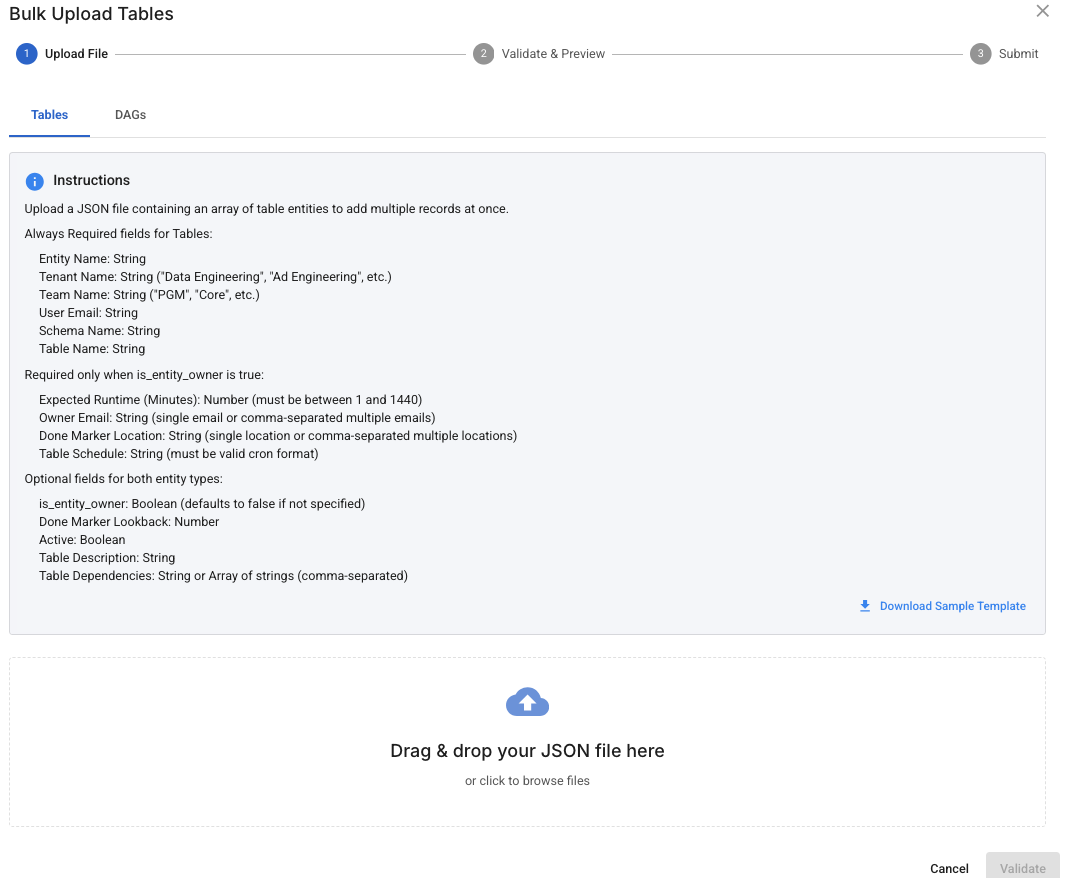 Bulk Upload Tables
1 Upload File 2 Validate & Preview 3 Submit
Tables DAGs
Instructions
Upload a JSON file containing an array of table entities to add multiple records at once.
Always Required fields for Tables:
Entity Name: String
Tenant Name: String ("Data Engineering", "Ad Engineering", etc.)
Team Name: String ("PGM", "Core", etc.)
User Email: String
Schema Name: String
Table Name: String
Required only when is_entity_owner is true:
Expected Runtime (Minutes): Number (must be between 1 and 1440)
Owner Email: String (single email or comma-separated multiple emails)
Done Marker Location: String (single location or comma-separated multiple locations)
Table Schedule: String (must be valid cron format)
Optional fields for both entity types:
is_entity_owner: Boolean (defaults to false if not specified)
Done Marker Lookback: Number
Active: Boolean
Table Description: String
Table Dependencies: String or Array of strings (comma-separated)
Download Sample Template
Drag & drop your JSON file here
or click to browse files
Cancel Validate